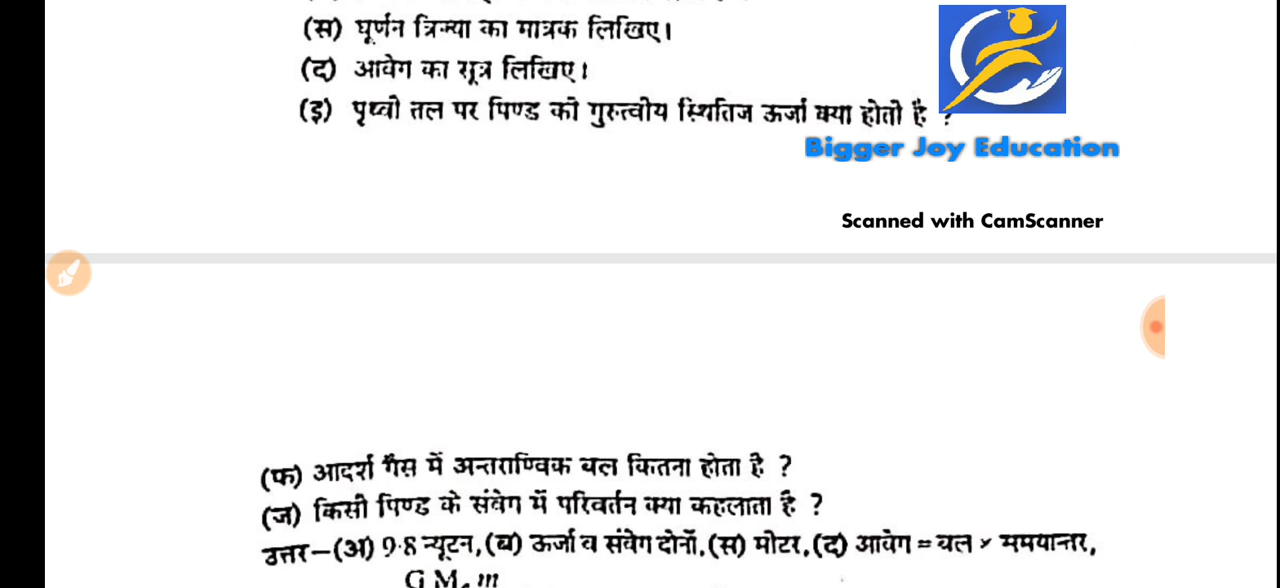 (स) घूर्णन त्रिज्या का मात्रक लिखिए।
(द) आवेग का सूत्र लिखिए।
(इ) पृथ्वी तल पर पिण्ड की गुरुत्वीय स्थितिज ऊर्जा क्या होती है ?
Bigger Joy Education
Scanned with CamScanner
(फ) आदर्श गैस में अन्तराण्विक बल कितना होता है ?
(ज) किसी पिण्ड के संवेग में परिवर्तन क्या कहलाता है ?
उत्तर–(अ) 9·8 न्यूटन, (ब) ऊर्जा व संवेग दोनों, (स) मीटर, (द) आवेग = बल × समयान्तर,
G Mₑ m